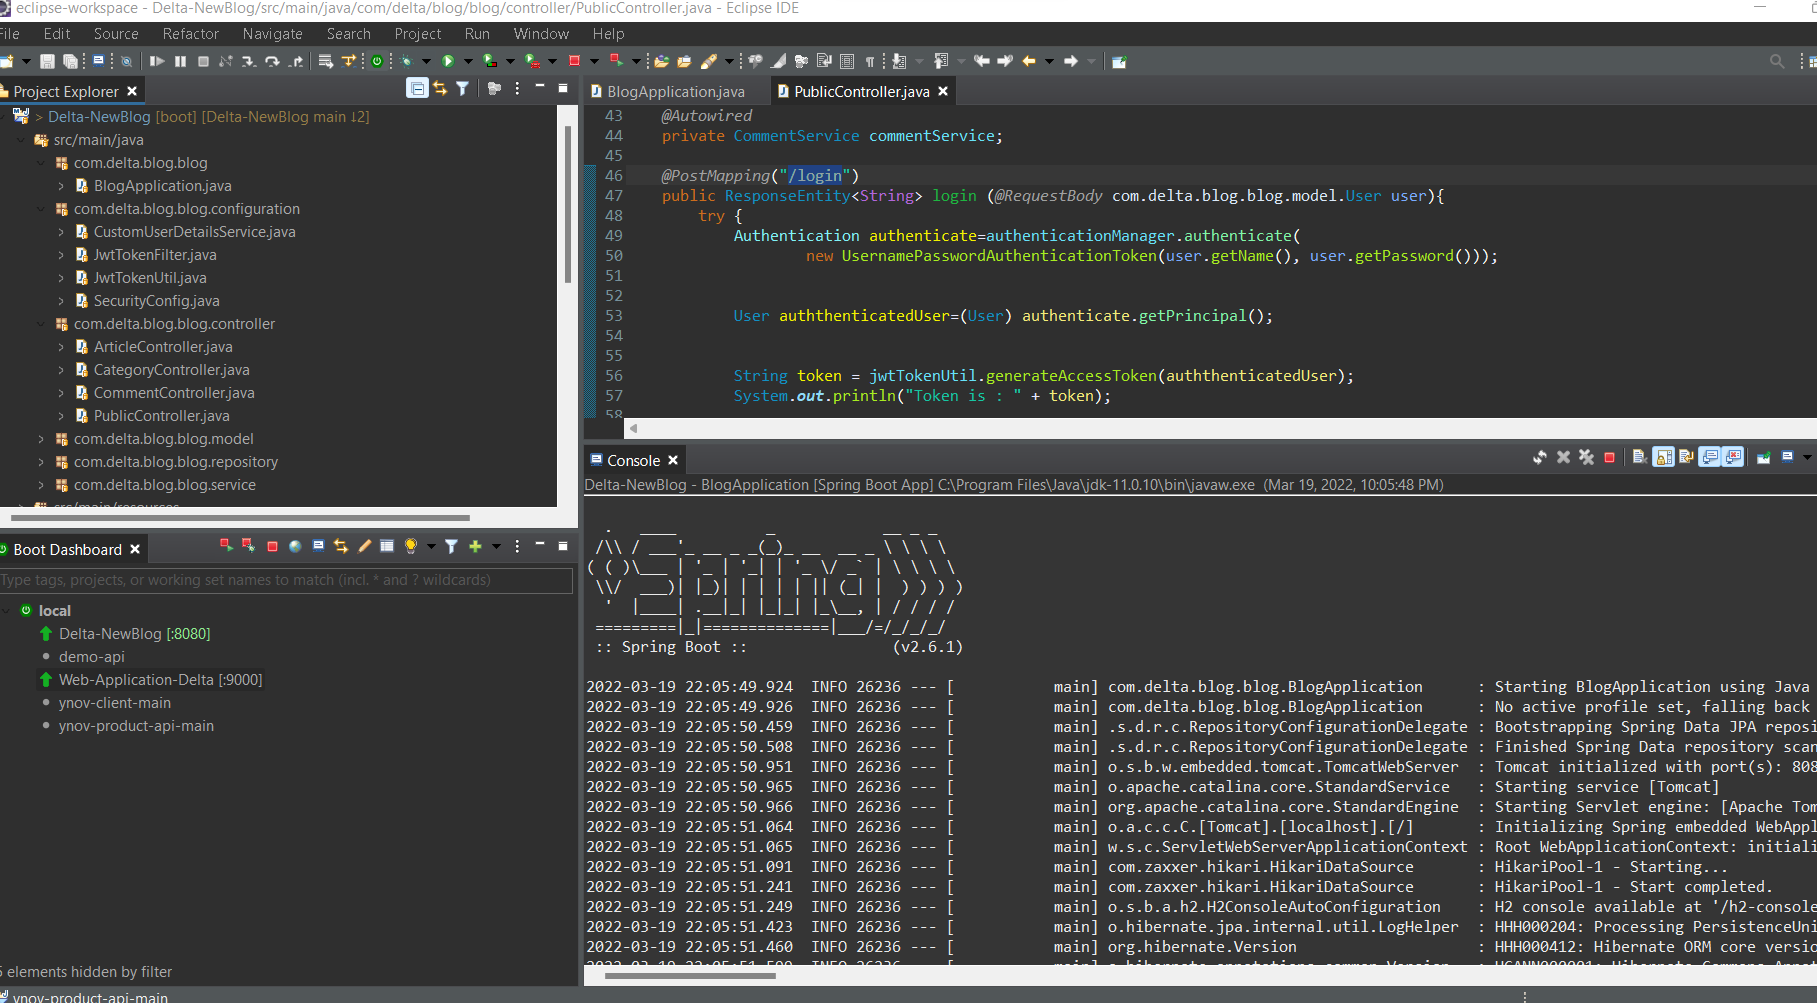 eclipse-workspace - Delta-NewBlog/src/main/java/com/delta/blog/blog/controller/PublicController.java - Eclipse IDE
File Edit Source Refactor Navigate Search Project Run Window Help
Project Explorer
> Delta-NewBlog [boot] [Delta-NewBlog main ↓2]
src/main/java
com.delta.blog.blog
BlogApplication.java
com.delta.blog.blog.configuration
CustomUserDetailsService.java
JwtTokenFilter.java
JwtTokenUtil.java
SecurityConfig.java
com.delta.blog.blog.controller
ArticleController.java
CategoryController.java
CommentController.java
PublicController.java
com.delta.blog.blog.model
com.delta.blog.blog.repository
com.delta.blog.blog.service
src/main/resources
Boot Dashboard
Type tags, projects, or working set names to match (incl. * and ? wildcards)
local
Delta-NewBlog [:8080]
demo-api
Web-Application-Delta [:9000]
ynov-client-main
ynov-product-api-main
5 elements hidden by filter
ynov-product-api-main
BlogApplication.java PublicController.java
43 @Autowired
44 private CommentService commentService;
45
46 @PostMapping("/login")
47 public ResponseEntity<String> login (@RequestBody com.delta.blog.blog.model.User user){
48 try {
49 Authentication authenticate=authenticationManager.authenticate(
50 new UsernamePasswordAuthenticationToken(user.getName(), user.getPassword()));
51
52
53 User auththenticatedUser=(User) authenticate.getPrincipal();
54
55
56 String token = jwtTokenUtil.generateAccessToken(auththenticatedUser);
57 System.out.println("Token is : " + token);
58
Console
Delta-NewBlog - BlogApplication [Spring Boot App] C:\Program Files\Java\jdk-11.0.10\bin\javaw.exe (Mar 19, 2022, 10:05:48 PM)
  .   ____          _            __ _ _
 /\\ / ___'_ __ _ _(_)_ __  __ _ \ \ \ \
( ( )\___ | '_ | '_| | '_ \/ _` | \ \ \ \
 \\/  ___)| |_)| | | | | || (_| |  ) ) ) )
  '  |____| .__|_| |_|_| |_\__, | / / / /
 =========|_|==============|___/=/_/_/_/
 :: Spring Boot ::                (v2.6.1)
2022-03-19 22:05:49.924 INFO 26236 --- [ main] com.delta.blog.blog.BlogApplication : Starting BlogApplication using Java
2022-03-19 22:05:49.926 INFO 26236 --- [ main] com.delta.blog.blog.BlogApplication : No active profile set, falling back
2022-03-19 22:05:50.459 INFO 26236 --- [ main] .s.d.r.c.RepositoryConfigurationDelegate : Bootstrapping Spring Data JPA reposi
2022-03-19 22:05:50.508 INFO 26236 --- [ main] .s.d.r.c.RepositoryConfigurationDelegate : Finished Spring Data repository scan
2022-03-19 22:05:50.951 INFO 26236 --- [ main] o.s.b.w.embedded.tomcat.TomcatWebServer : Tomcat initialized with port(s): 808
2022-03-19 22:05:50.965 INFO 26236 --- [ main] o.apache.catalina.core.StandardService : Starting service [Tomcat]
2022-03-19 22:05:50.966 INFO 26236 --- [ main] org.apache.catalina.core.StandardEngine : Starting Servlet engine: [Apache Tom
2022-03-19 22:05:51.064 INFO 26236 --- [ main] o.a.c.c.C.[Tomcat].[localhost].[/] : Initializing Spring embedded WebAppl
2022-03-19 22:05:51.065 INFO 26236 --- [ main] w.s.c.ServletWebServerApplicationContext : Root WebApplicationContext: initiali
2022-03-19 22:05:51.091 INFO 26236 --- [ main] com.zaxxer.hikari.HikariDataSource : HikariPool-1 - Starting...
2022-03-19 22:05:51.241 INFO 26236 --- [ main] com.zaxxer.hikari.HikariDataSource : HikariPool-1 - Start completed.
2022-03-19 22:05:51.249 INFO 26236 --- [ main] o.s.b.a.h2.H2ConsoleAutoConfiguration : H2 console available at '/h2-console
2022-03-19 22:05:51.423 INFO 26236 --- [ main] o.hibernate.jpa.internal.util.LogHelper : HHH000204: Processing PersistenceUni
2022-03-19 22:05:51.460 INFO 26236 --- [ main] org.hibernate.Version : HHH000412: Hibernate ORM core versio